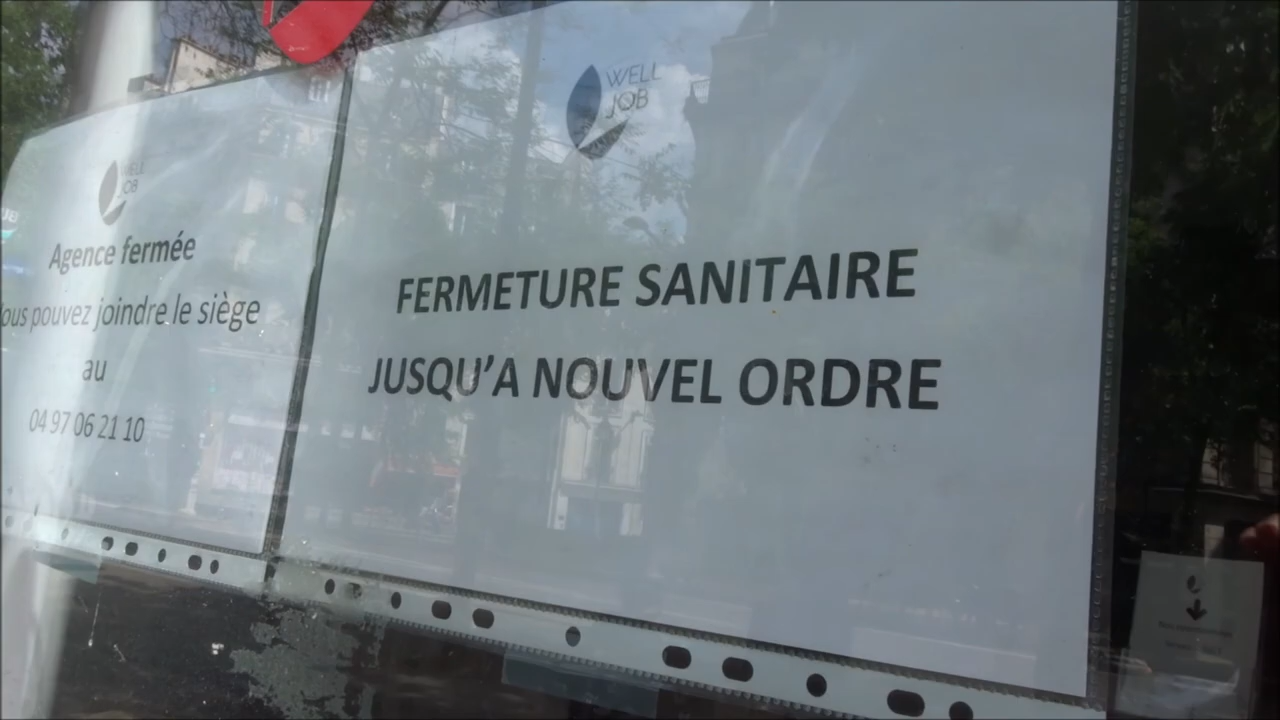 WELL
JOB
Agence fermée
ous pouvez joindre le siège
au
04 97 06 21 10
WELL
JOB
FERMETURE SANITAIRE
JUSQU'A NOUVEL ORDRE